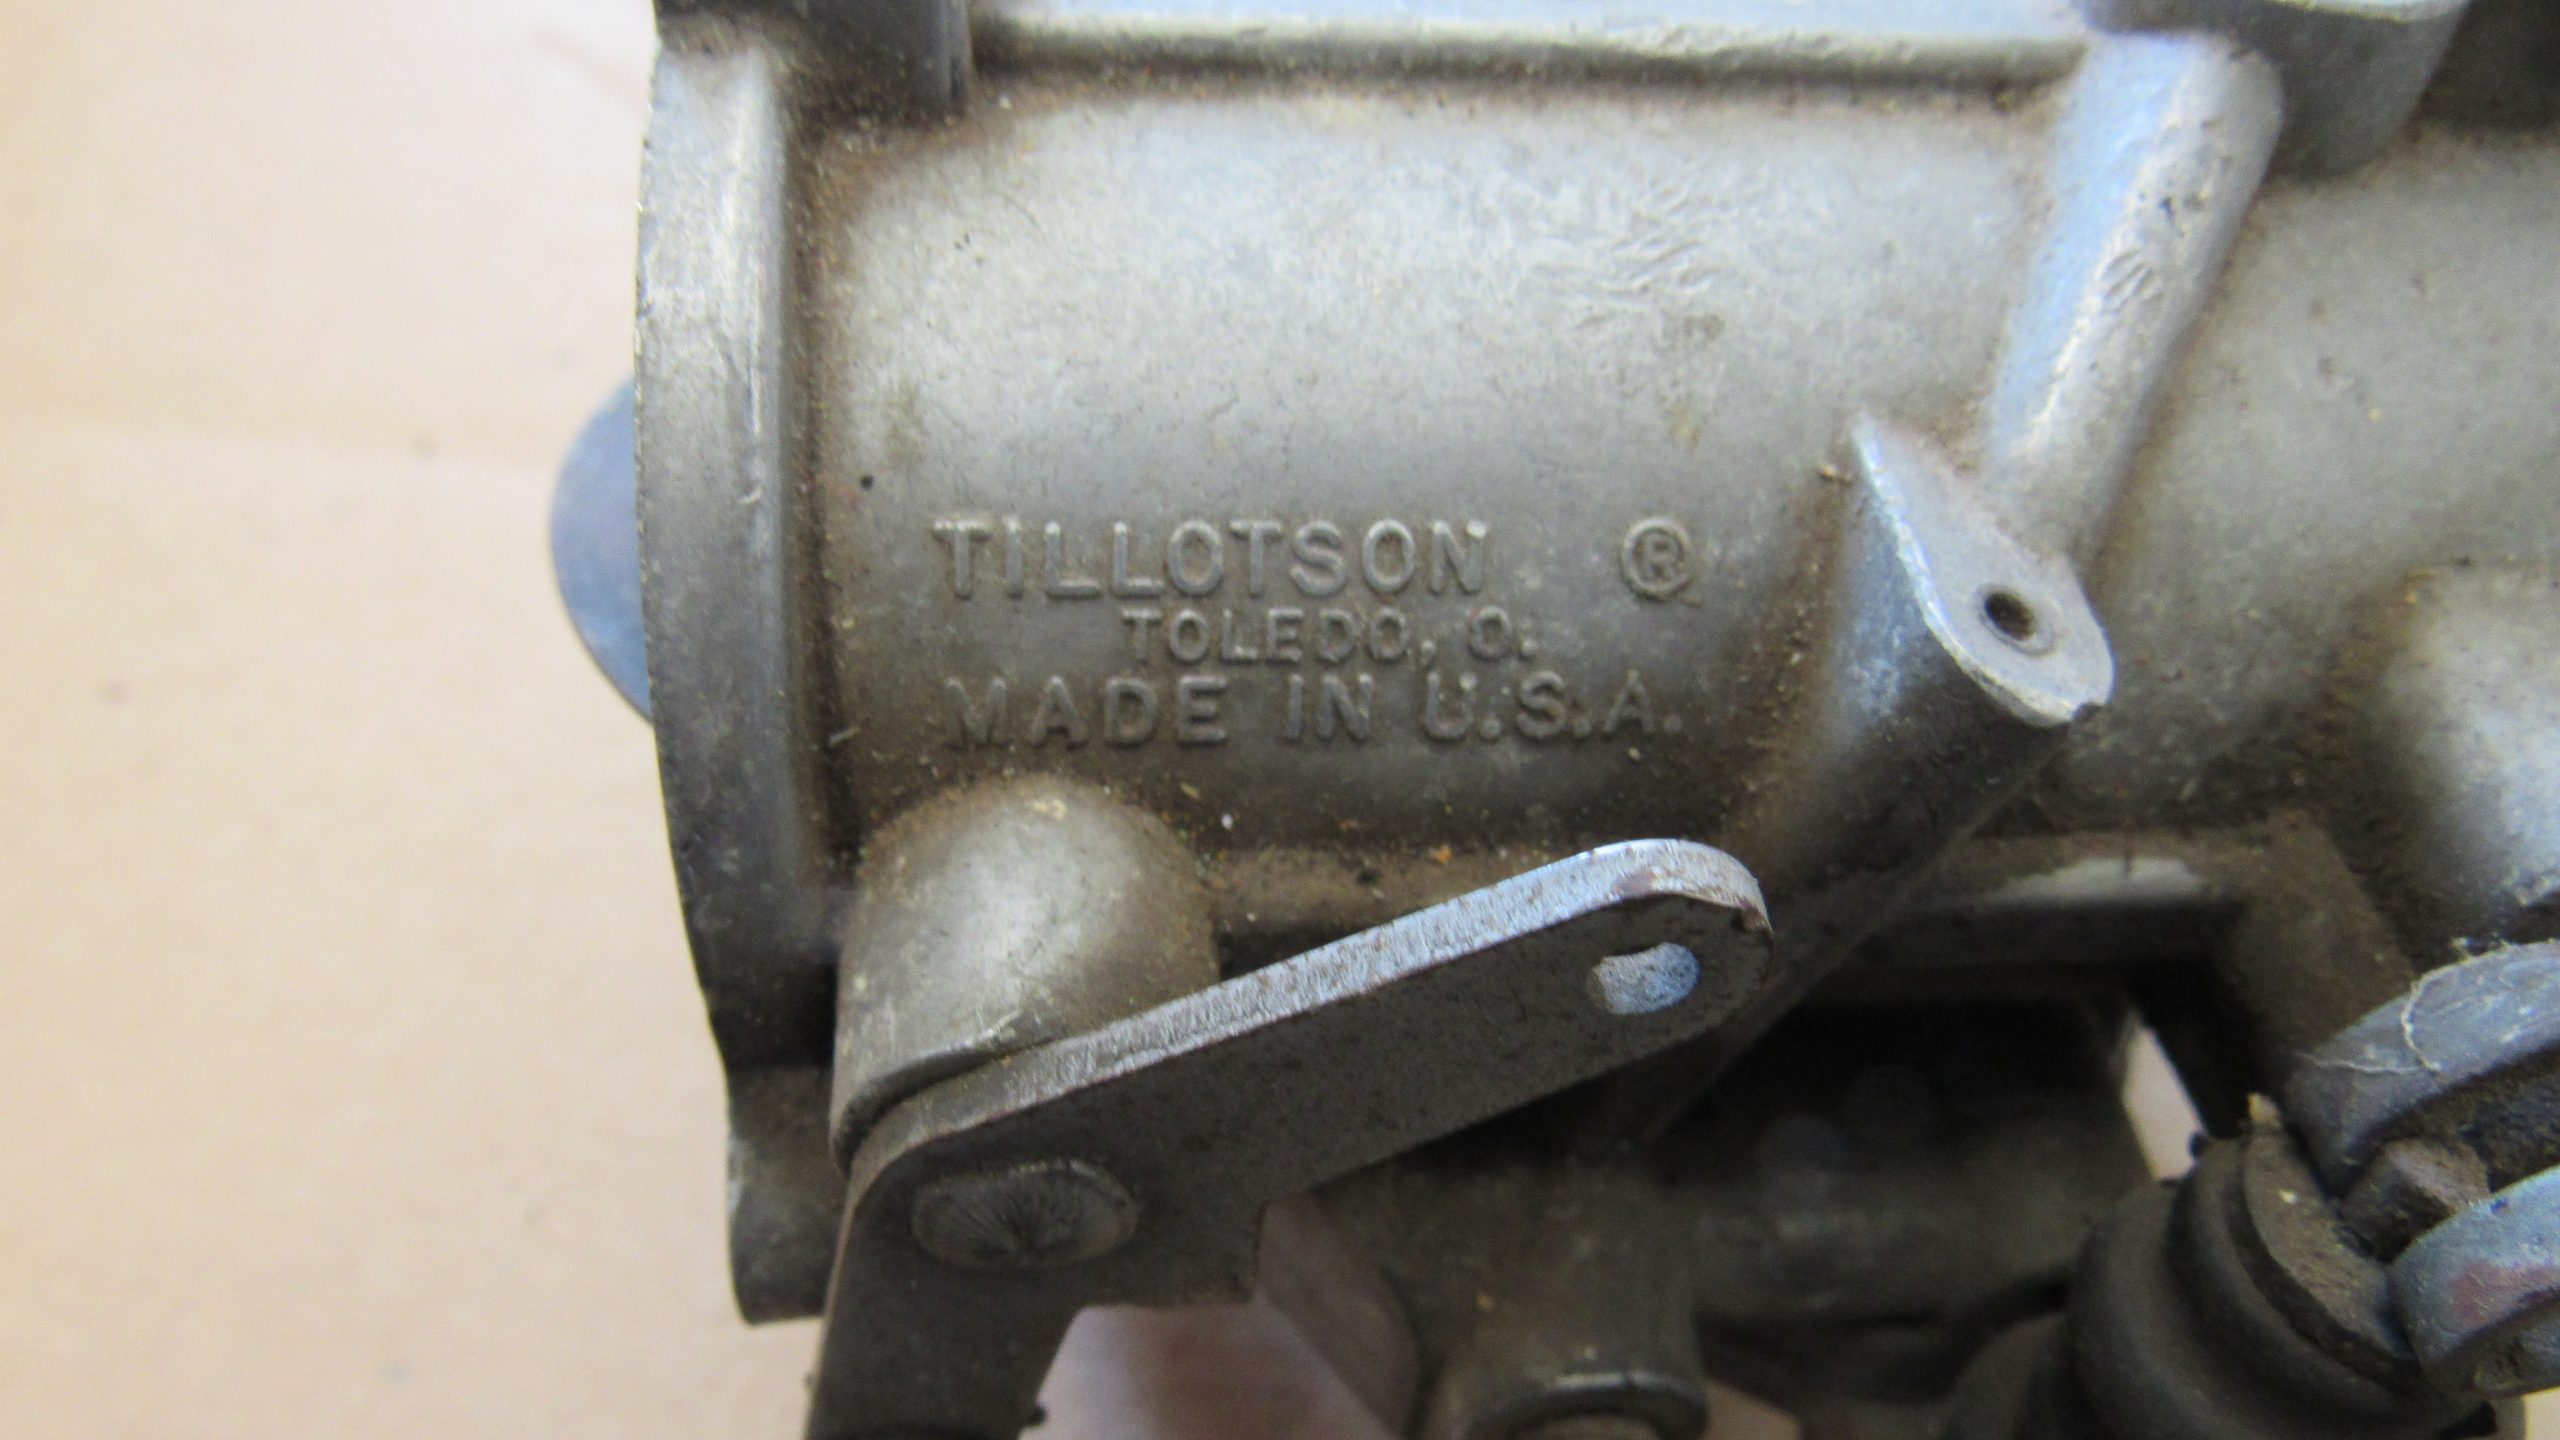 TILLOTSON ®
TOLEDO, O.
MADE IN U.S.A.